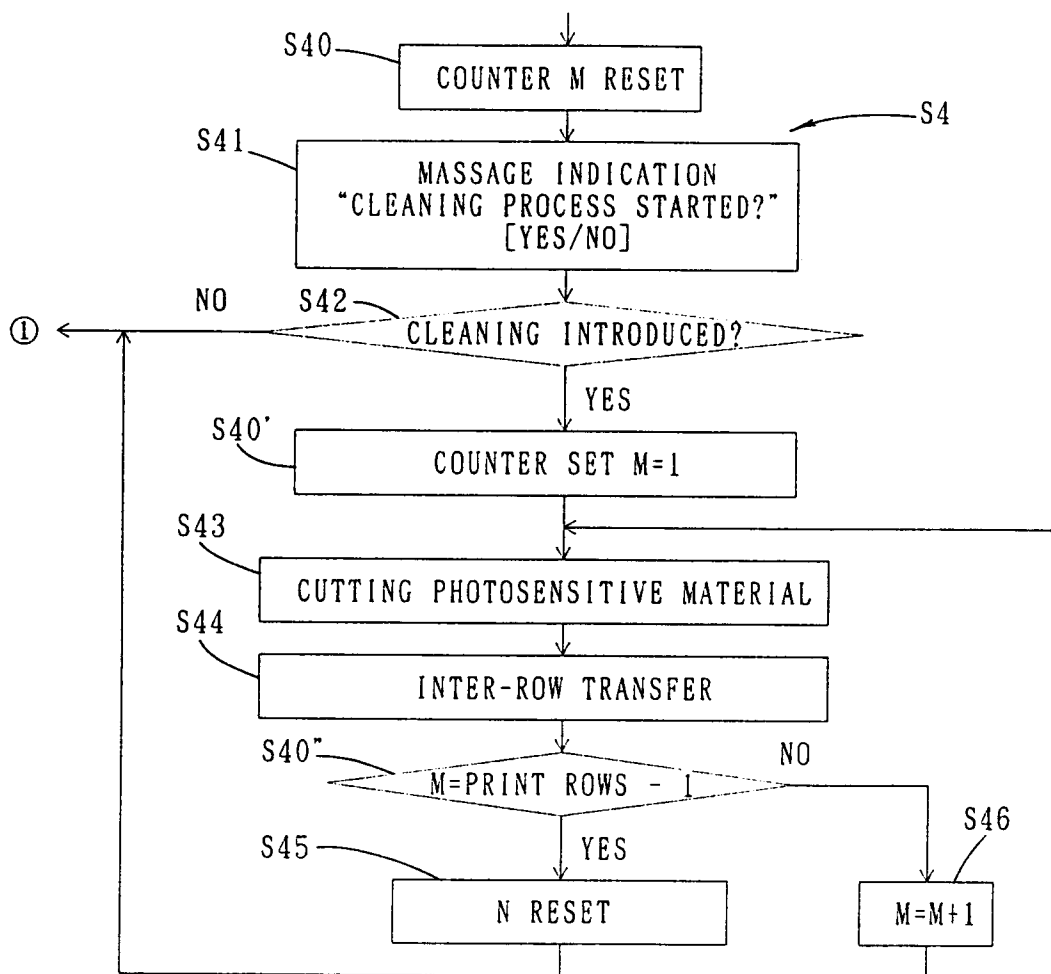 S40
COUNTER M RESET
S4
S41
MASSAGE INDICATION
"CLEANING PROCESS STARTED?"
[YES/NO]
NO
S42
①
CLEANING INTRODUCED?
YES
S40'
COUNTER SET M=1
S43
CUTTING PHOTOSENSITIVE MATERIAL
S44
INTER-ROW TRANSFER
S40"
NO
M=PRINT ROWS - 1
S46
S45
YES
N RESET
M=M+1